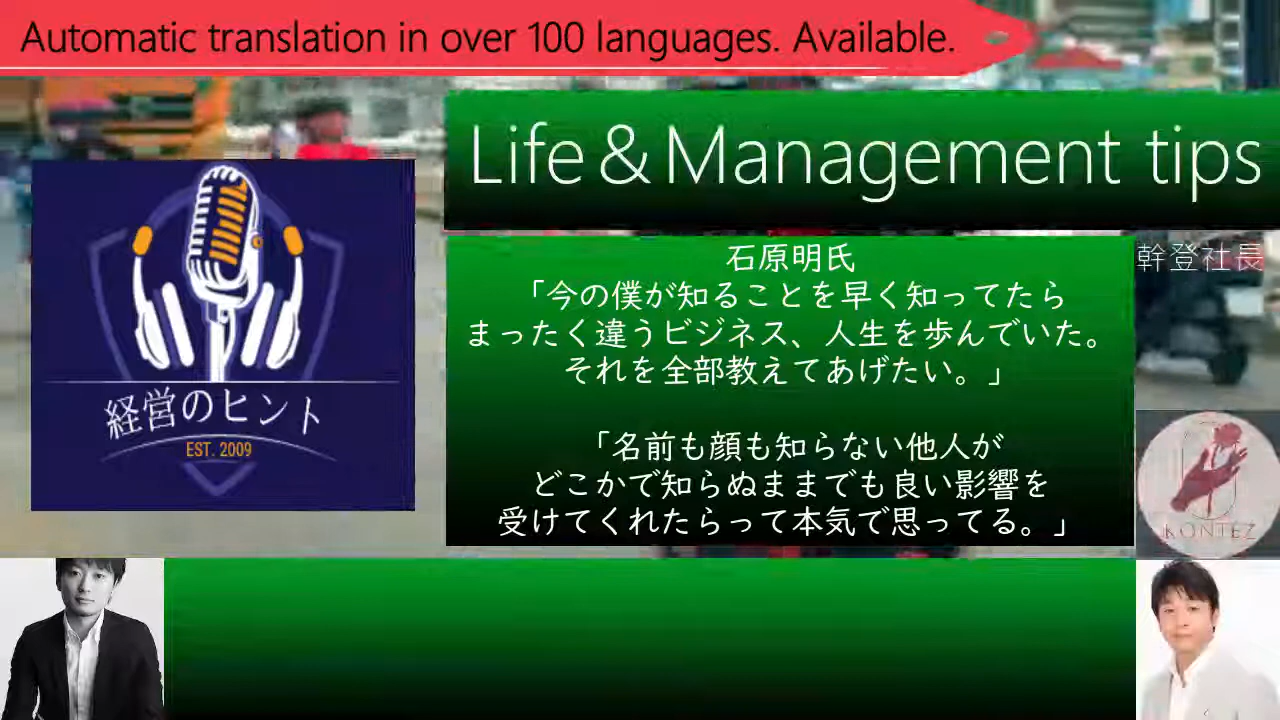 Automatic translation in over 100 languages. Available.
Life&Management tips
石原明氏
「今の僕が知ることを早く知ってたら
まったく違うビジネス、人生を歩んでいた。
それを全部教えてあげたい。」
「名前も顔も知らない他人が
どこかで知らぬままでも良い影響を
受けてくれたらって本気で思ってる。」
幹登社長
経営のヒント
EST. 2009
KONTEZ